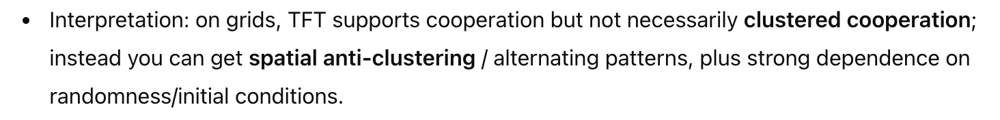 • Interpretation: on grids, TFT supports cooperation but not necessarily clustered cooperation;
instead you can get spatial anti-clustering / alternating patterns, plus strong dependence on
randomness/initial conditions.